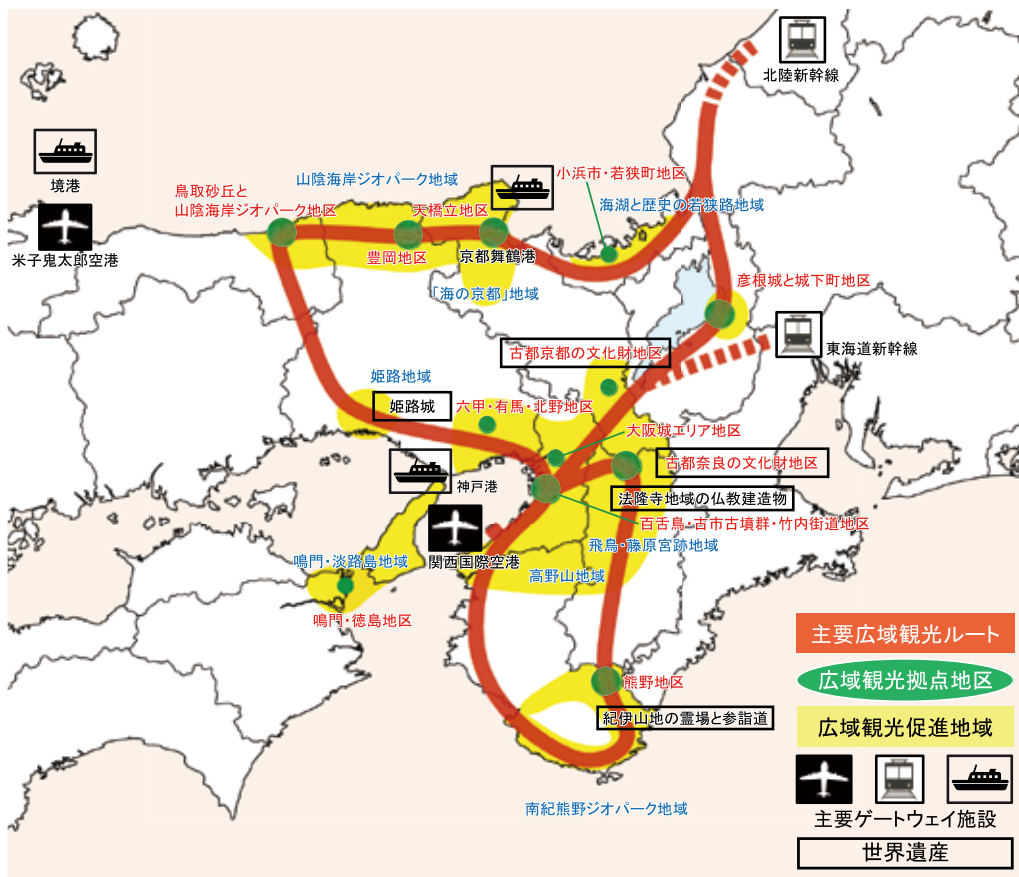 北陸新幹線
境港
鳥取砂丘と
山陰海岸ジオパーク地区
山陰海岸ジオパーク地域
天橋立地区
小浜市・若狭町地区
海湖と歴史の若狭路地域
米子鬼太郎空港
豊岡地区
京都舞鶴港
「海の京都」地域
彦根城と城下町地区
東海道新幹線
古都京都の文化財地区
姫路地域
姫路城
六甲・有馬・北野地区
大阪城エリア地区
古都奈良の文化財地区
神戸港
法隆寺地域の仏教建造物
百舌鳥・古市古墳群・竹内街道地区
関西国際空港
飛鳥・藤原宮跡地域
鳴門・淡路島地域
高野山地域
鳴門・徳島地区
熊野地区
紀伊山地の霊場と参詣道
南紀熊野ジオパーク地域
主要広域観光ルート
広域観光拠点地区
広域観光促進地域
主要ゲートウェイ施設
世界遺産